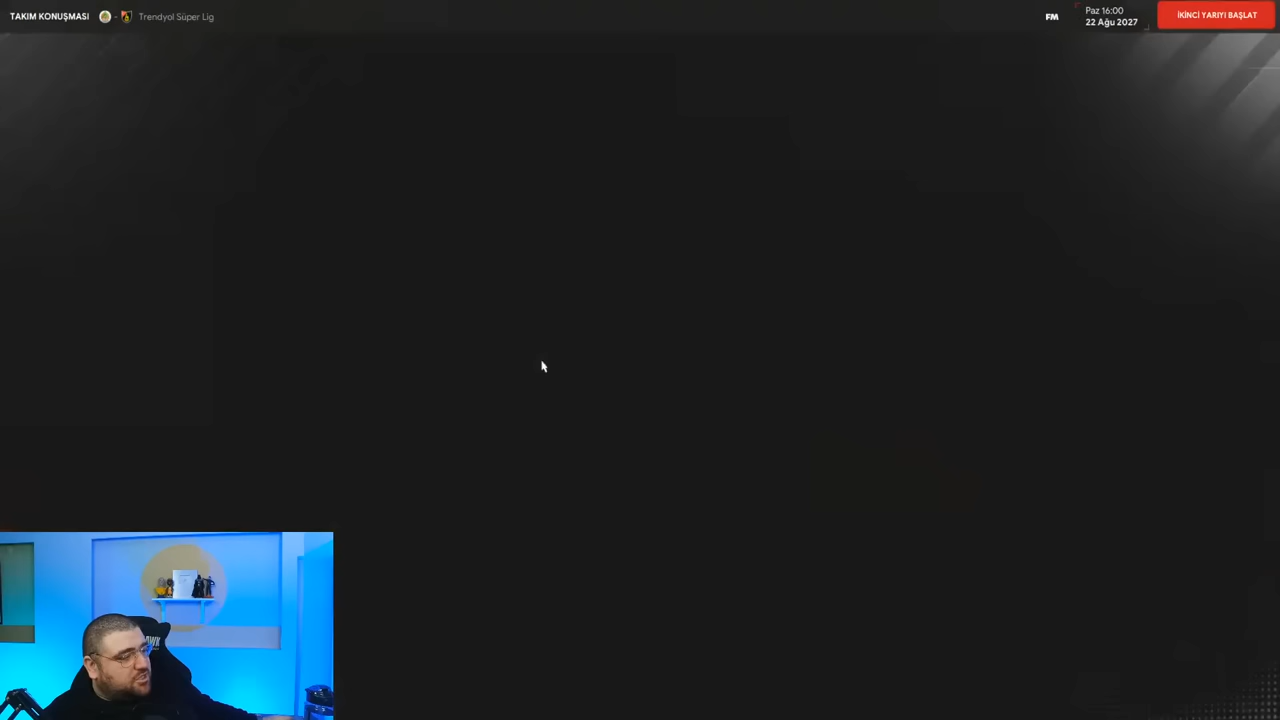 TAKIM KONUŞMASI - Trendyol Süper Lig
FM
Paz 16:00
22 Ağu 2027
İKİNCİ YARIYI BAŞLAT